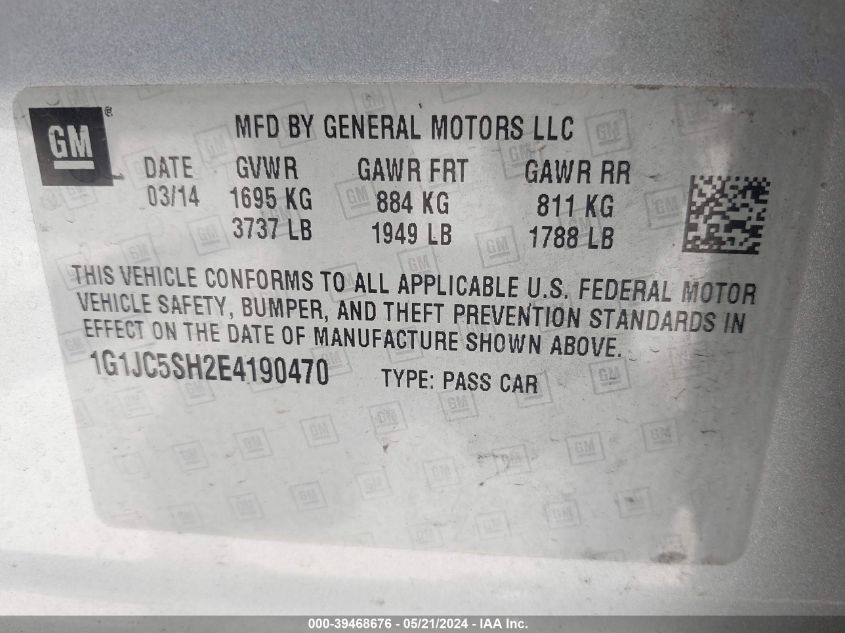 GM
MFD BY GENERAL MOTORS LLC
DATE GVWR GAWR FRT GAWR RR
03/14 1695 KG 884 KG 811 KG
3737 LB 1949 LB 1788 LB
THIS VEHICLE CONFORMS TO ALL APPLICABLE U.S. FEDERAL MOTOR
VEHICLE SAFETY, BUMPER, AND THEFT PREVENTION STANDARDS IN
EFFECT ON THE DATE OF MANUFACTURE SHOWN ABOVE.
1G1JC5SH2E4190470 TYPE: PASS CAR
000-39468676 - 05/21/2024 - IAA Inc.